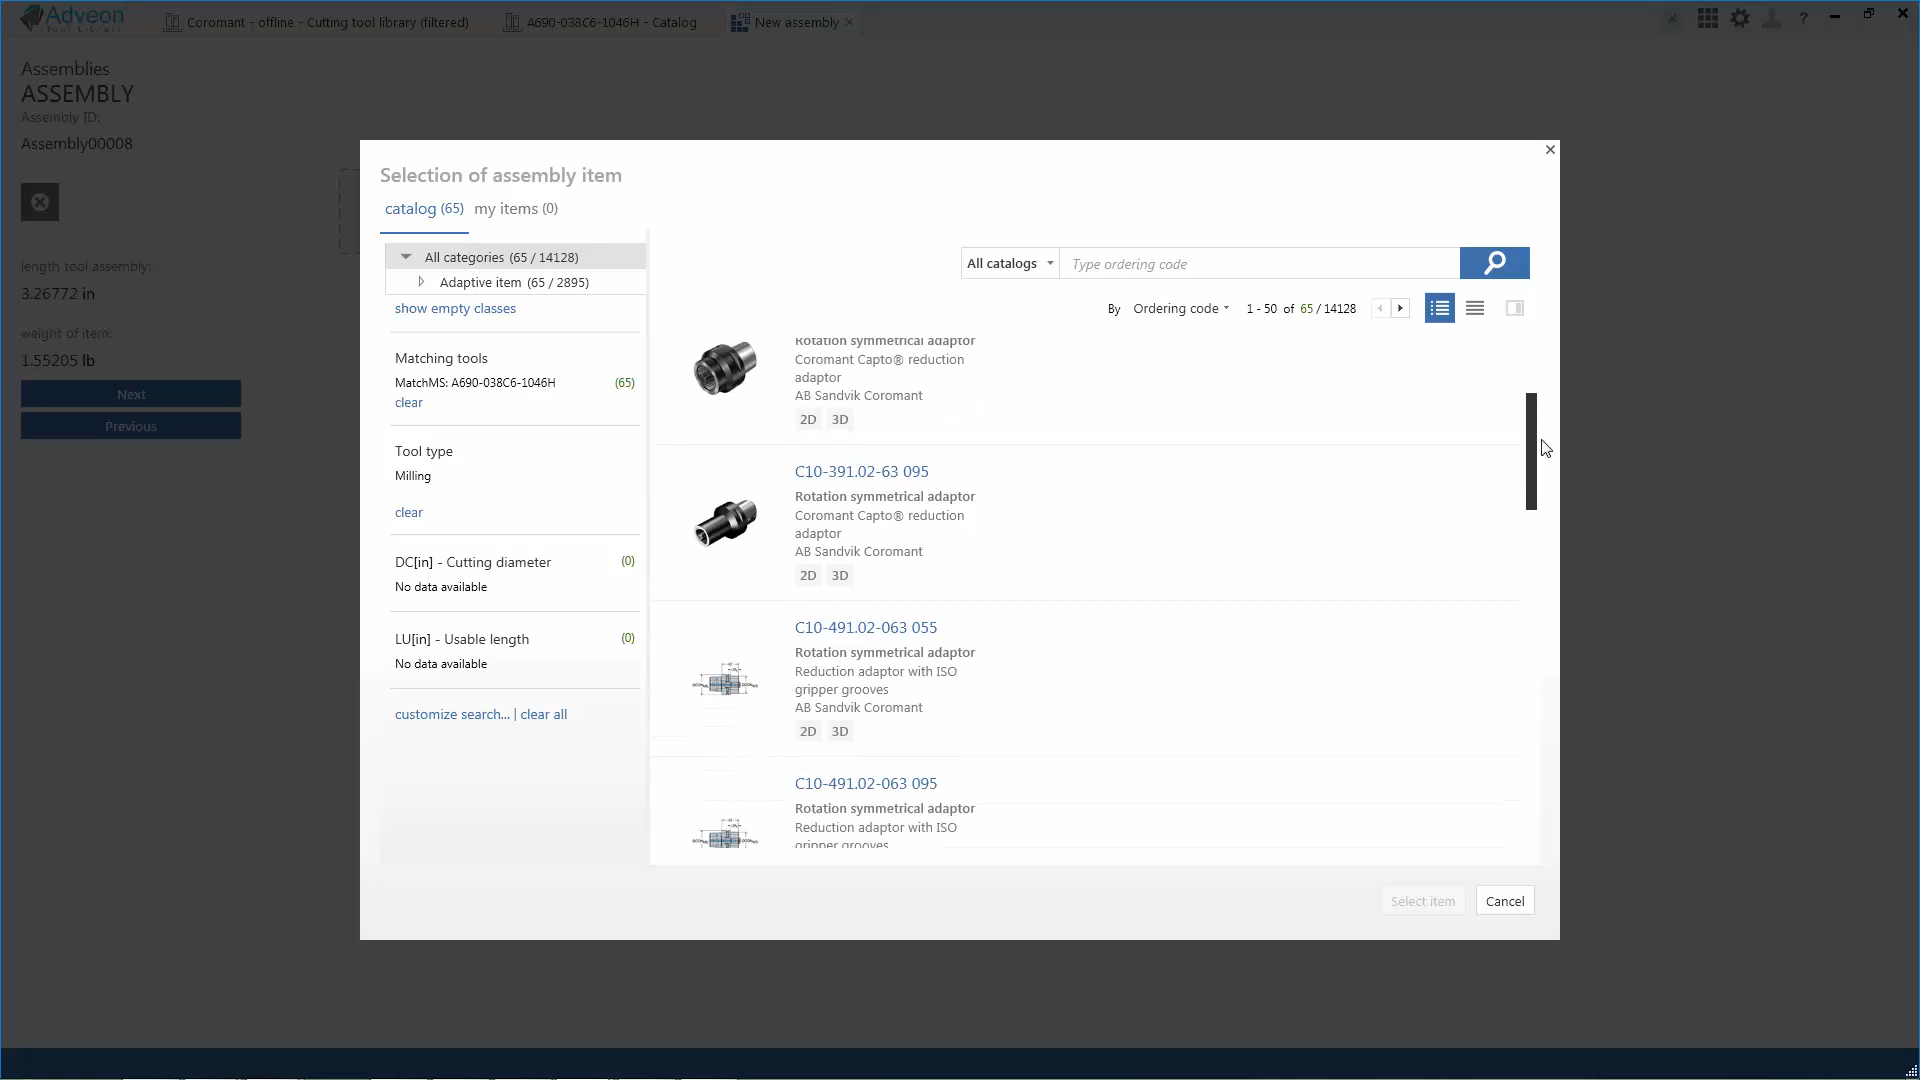 Adveon
Tool Library
Coromant - offline - Cutting tool library (filtered)
A690-038C6-1046H - Catalog
New assembly
?
Assemblies
ASSEMBLY
Assembly ID:
Assembly00008
length tool assembly:
3.26772 in
weight of item:
1.55205 lb
Next
Previous
Selection of assembly item
catalog (65) my items (0)
All categories (65 / 14128)
Adaptive item (65 / 2895)
show empty classes
Matching tools
MatchMS: A690-038C6-1046H (65)
clear
Tool type
Milling
clear
DC[in] - Cutting diameter (0)
No data available
LU[in] - Usable length (0)
No data available
customize search... | clear all
All catalogs Type ordering code
By Ordering code 1 - 50 of 65 / 14128
Rotation symmetrical adaptor
Coromant Capto® reduction
adaptor
AB Sandvik Coromant
2D 3D
C10-391.02-63 095
Rotation symmetrical adaptor
Coromant Capto® reduction
adaptor
AB Sandvik Coromant
2D 3D
C10-491.02-063 055
Rotation symmetrical adaptor
Reduction adaptor with ISO
gripper grooves
AB Sandvik Coromant
2D 3D
C10-491.02-063 095
Rotation symmetrical adaptor
Reduction adaptor with ISO
gripper grooves
Select item Cancel